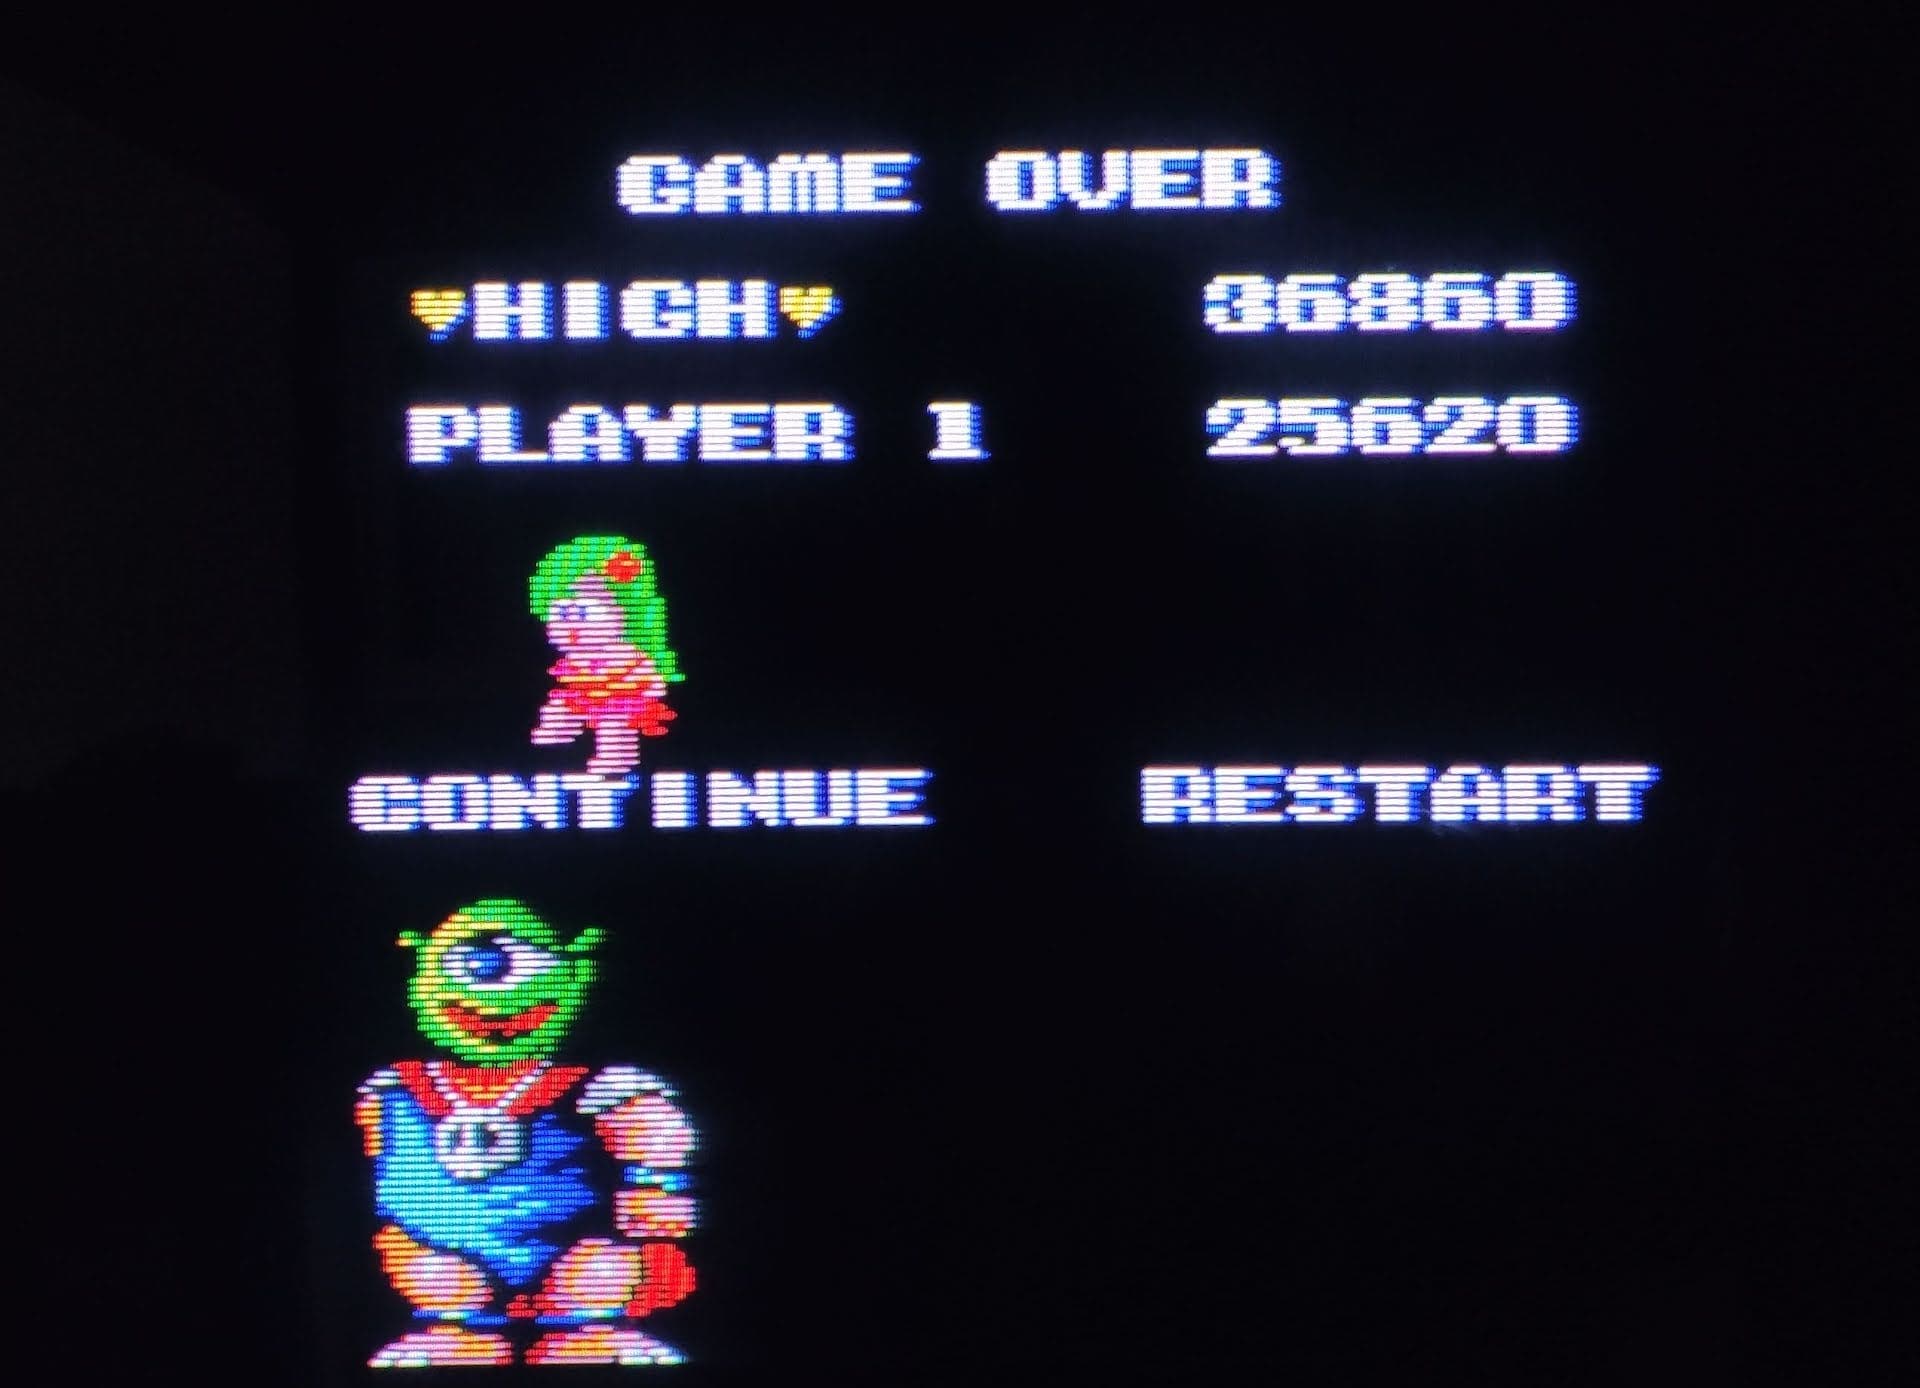 GAME OVER
♥HIGH♥ 36860
PLAYER 1 25620
CONTINUE RESTART